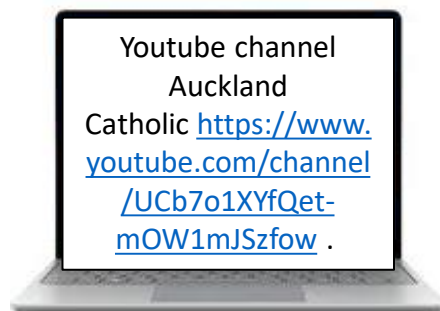 Youtube channel
Auckland
Catholic https://www.
youtube.com/channel
/UCb7o1XYfQet-
mOW1mJSzfow .